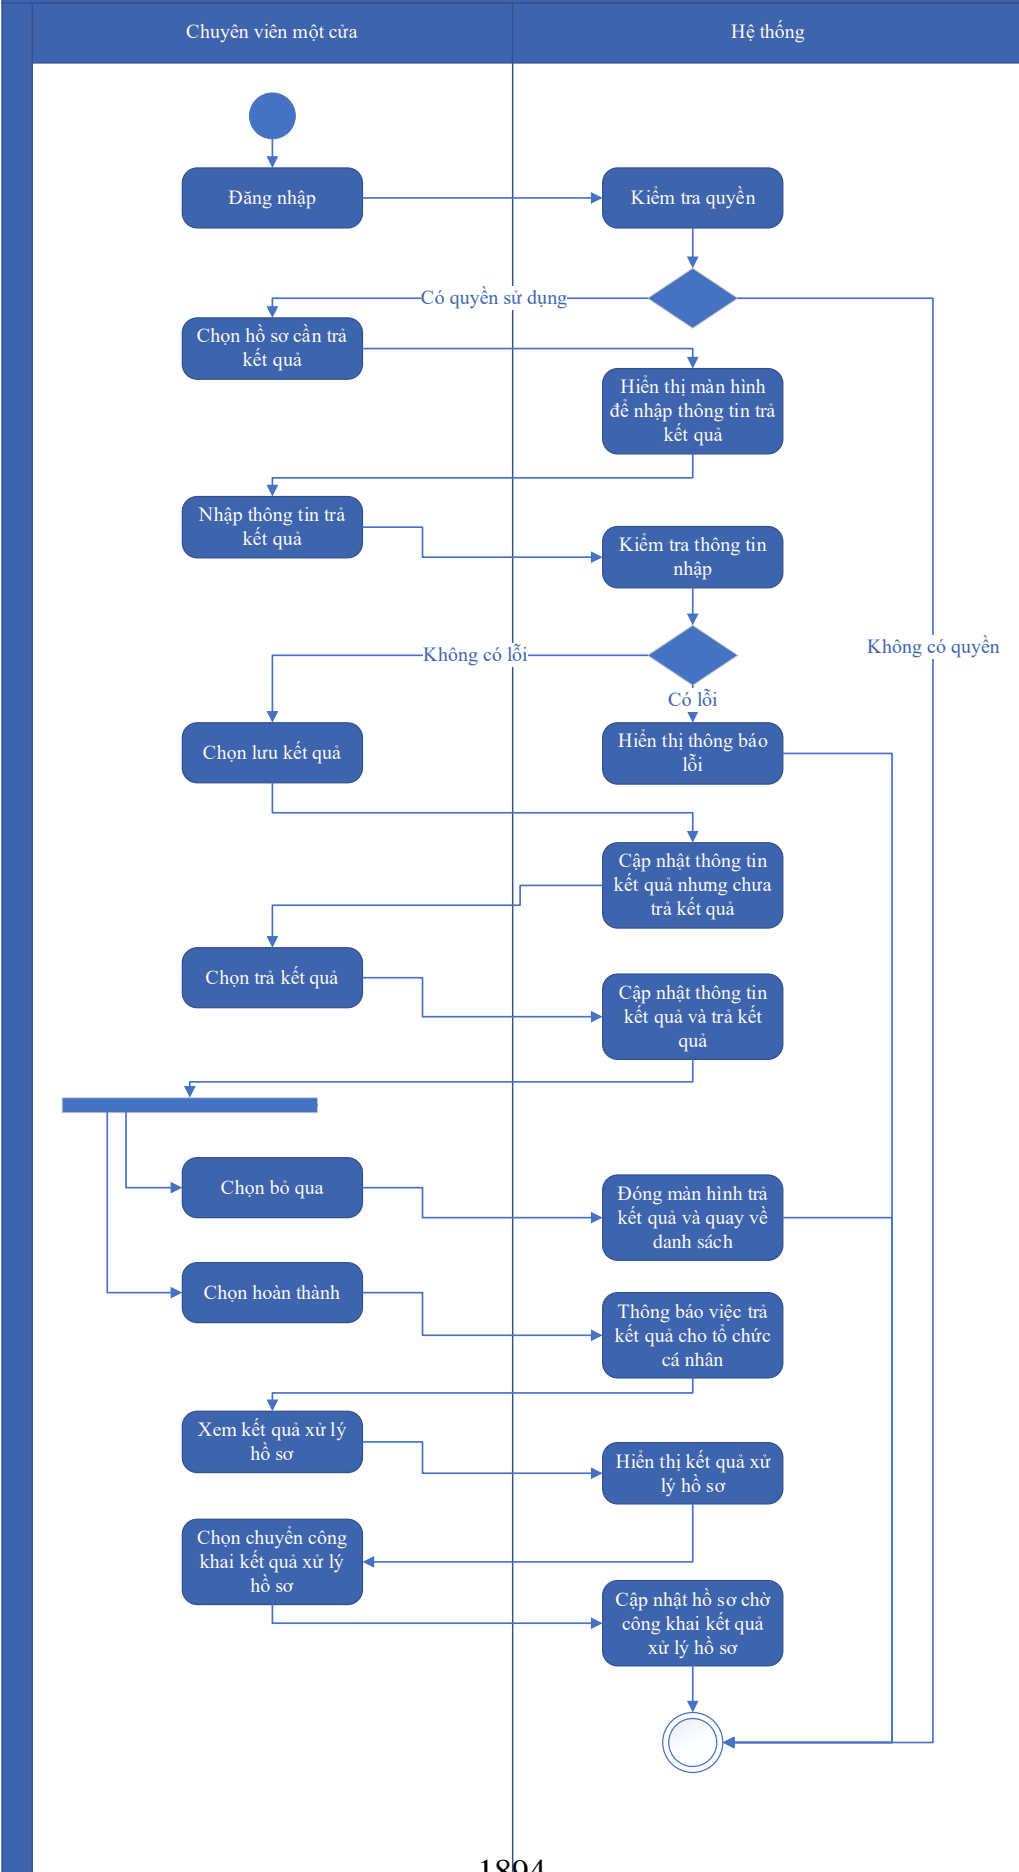 Chuyên viên một cửa
Hệ thống
Đăng nhập
Kiểm tra quyền
Có quyền sử dụng
Chọn hồ sơ cần trả
kết quả
Hiển thị màn hình
để nhập thông tin trả
kết quả
Nhập thông tin trả
kết quả
Kiểm tra thông tin
nhập
Không có quyền
Không có lỗi
Có lỗi
Chọn lưu kết quả
Hiển thị thông báo
lỗi
Cập nhật thông tin
kết quả nhưng chưa
trả kết quả
Chọn trả kết quả
Cập nhật thông tin
kết quả và trả kết
quả
Chọn bỏ qua
Đóng màn hình trả
kết quả và quay về
danh sách
Chọn hoàn thành
Thông báo việc trả
kết quả cho tổ chức
cá nhân
Xem kết quả xử lý
hồ sơ
Hiển thị kết quả xử
lý hồ sơ
Chọn chuyển công
khai kết quả xử lý
hồ sơ
Cập nhật hồ sơ chờ
công khai kết quả
xử lý hồ sơ
1894